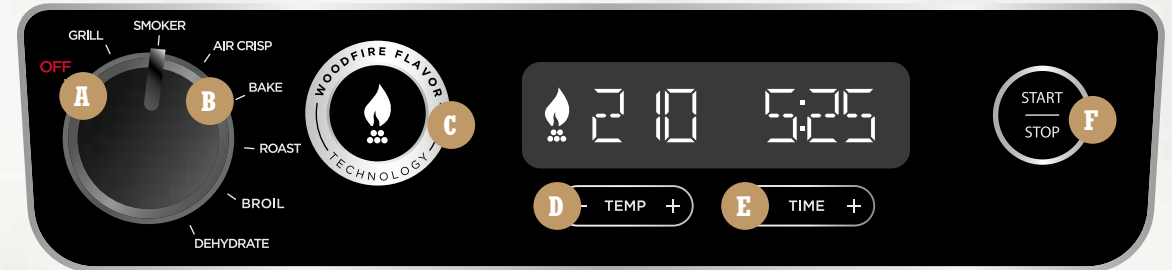 SMOKER
GRILL
AIR CRISP
OFF
A
B
BAKE
ROAST
BROIL
DEHYDRATE
WOODFIRE FLAVOR
TECHNOLOGY
C
210 5:25
D - TEMP +
E TIME +
START
STOP
F